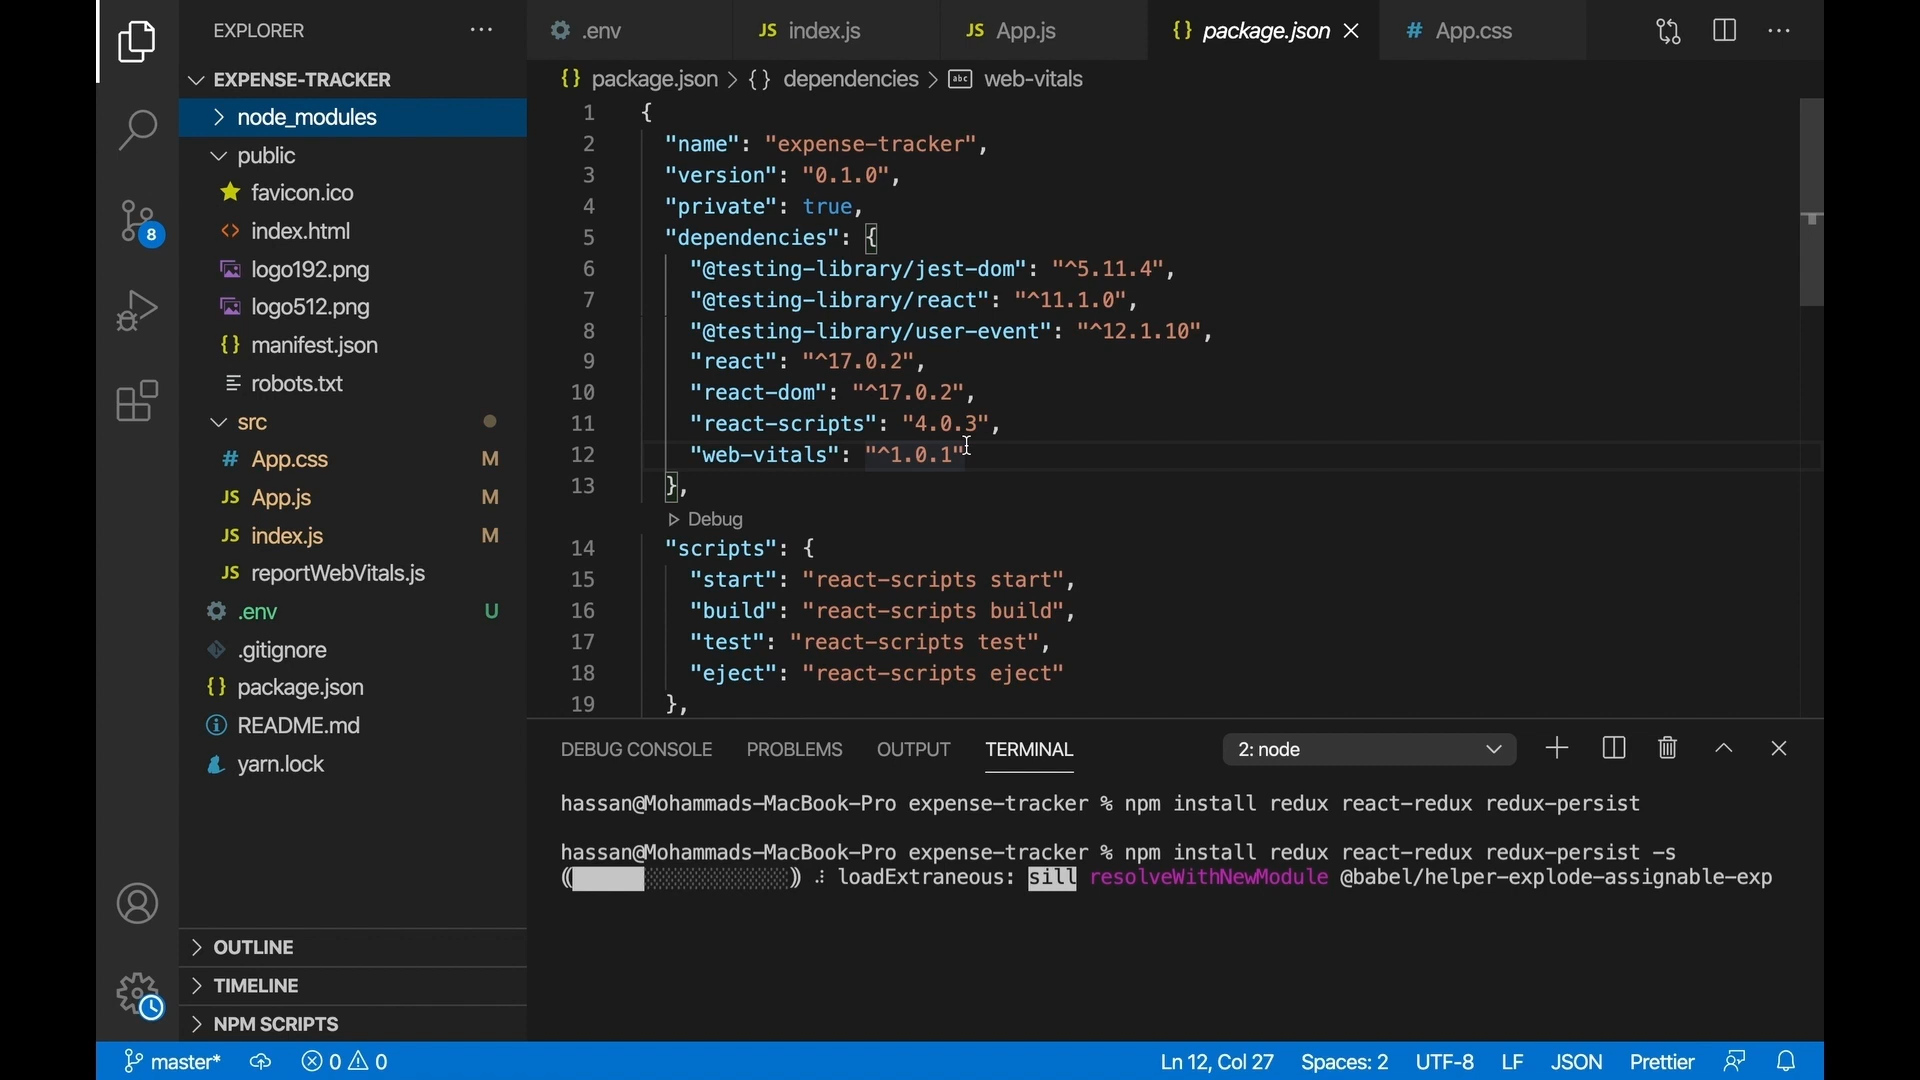 EXPLORER
EXPENSE-TRACKER
node_modules
public
favicon.ico
index.html
logo192.png
logo512.png
manifest.json
robots.txt
src
App.css M
App.js M
index.js M
reportWebVitals.js
.env U
.gitignore
package.json
README.md
yarn.lock
OUTLINE
TIMELINE
NPM SCRIPTS
8
.env
JS index.js
JS App.js
{} package.json
# App.css
{} package.json > {} dependencies > abc web-vitals
1 {
2 "name": "expense-tracker",
3 "version": "0.1.0",
4 "private": true,
5 "dependencies": {
6 "@testing-library/jest-dom": "^5.11.4",
7 "@testing-library/react": "^11.1.0",
8 "@testing-library/user-event": "^12.1.10",
9 "react": "^17.0.2",
10 "react-dom": "^17.0.2",
11 "react-scripts": "4.0.3",
12 "web-vitals": "^1.0.1"
13 },
Debug
14 "scripts": {
15 "start": "react-scripts start",
16 "build": "react-scripts build",
17 "test": "react-scripts test",
18 "eject": "react-scripts eject"
19 },
DEBUG CONSOLE PROBLEMS OUTPUT TERMINAL 2: node
hassan@Mohammads-MacBook-Pro expense-tracker % npm install redux react-redux redux-persist
hassan@Mohammads-MacBook-Pro expense-tracker % npm install redux react-redux redux-persist -s
loadExtraneous: sill resolveWithNewModule @babel/helper-explode-assignable-exp
master* 0 0 Ln 12, Col 27 Spaces: 2 UTF-8 LF JSON Prettier